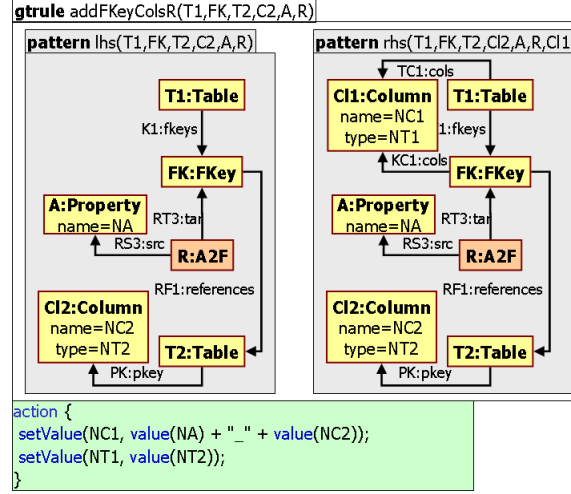 gtrule addFKeyColsR(T1,FK,T2,C2,A,R)
pattern lhs(T1,FK,T2,C2,A,R)
T1:Table
K1:fkeys
FK:FKey
A:Property
name=NA
RT3:tar
RS3:src
R:A2F
RF1:references
Cl2:Column
name=NC2
type=NT2
T2:Table
PK:pkey
pattern rhs(T1,FK,T2,Cl2,A,R,Cl1
TC1:cols
Cl1:Column
name=NC1
type=NT1
T1:Table
1:fkeys
KC1:cols
FK:FKey
A:Property
name=NA
RT3:tar
RS3:src
R:A2F
RF1:references
Cl2:Column
name=NC2
type=NT2
T2:Table
PK:pkey
action {
setValue(NC1, value(NA) + "_" + value(NC2));
setValue(NT1, value(NT2));
}